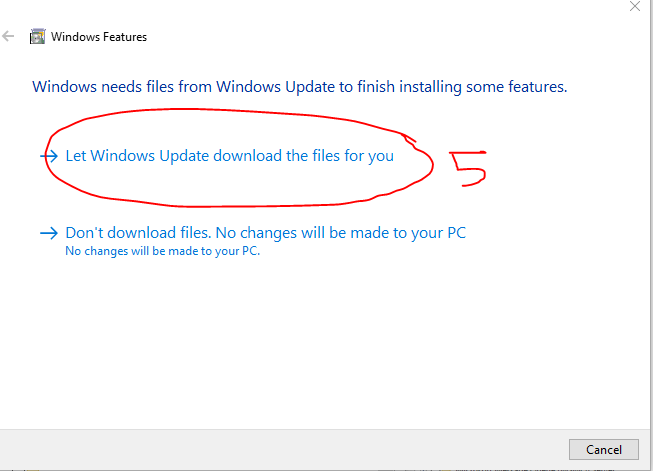 Windows Features
Windows needs files from Windows Update to finish installing some features.
Let Windows Update download the files for you
5
Don't download files. No changes will be made to your PC
No changes will be made to your PC.
Cancel